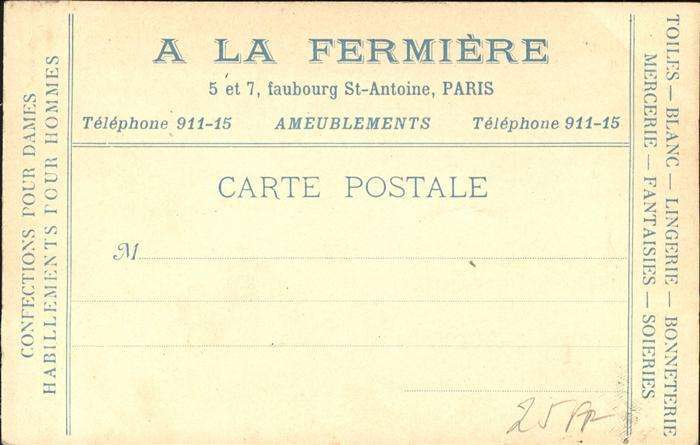 A LA FERMIÈRE
5 et 7, faubourg St-Antoine, PARIS
Téléphone 911-15 AMEUBLEMENTS Téléphone 911-15
CARTE POSTALE
M
CONFECTIONS POUR DAMES
HABILLEMENTS POUR HOMMES
TOILES — BLANC — LINGERIE — BONNETERIE
MERCERIE — FANTAISIES — SOIERIES
25